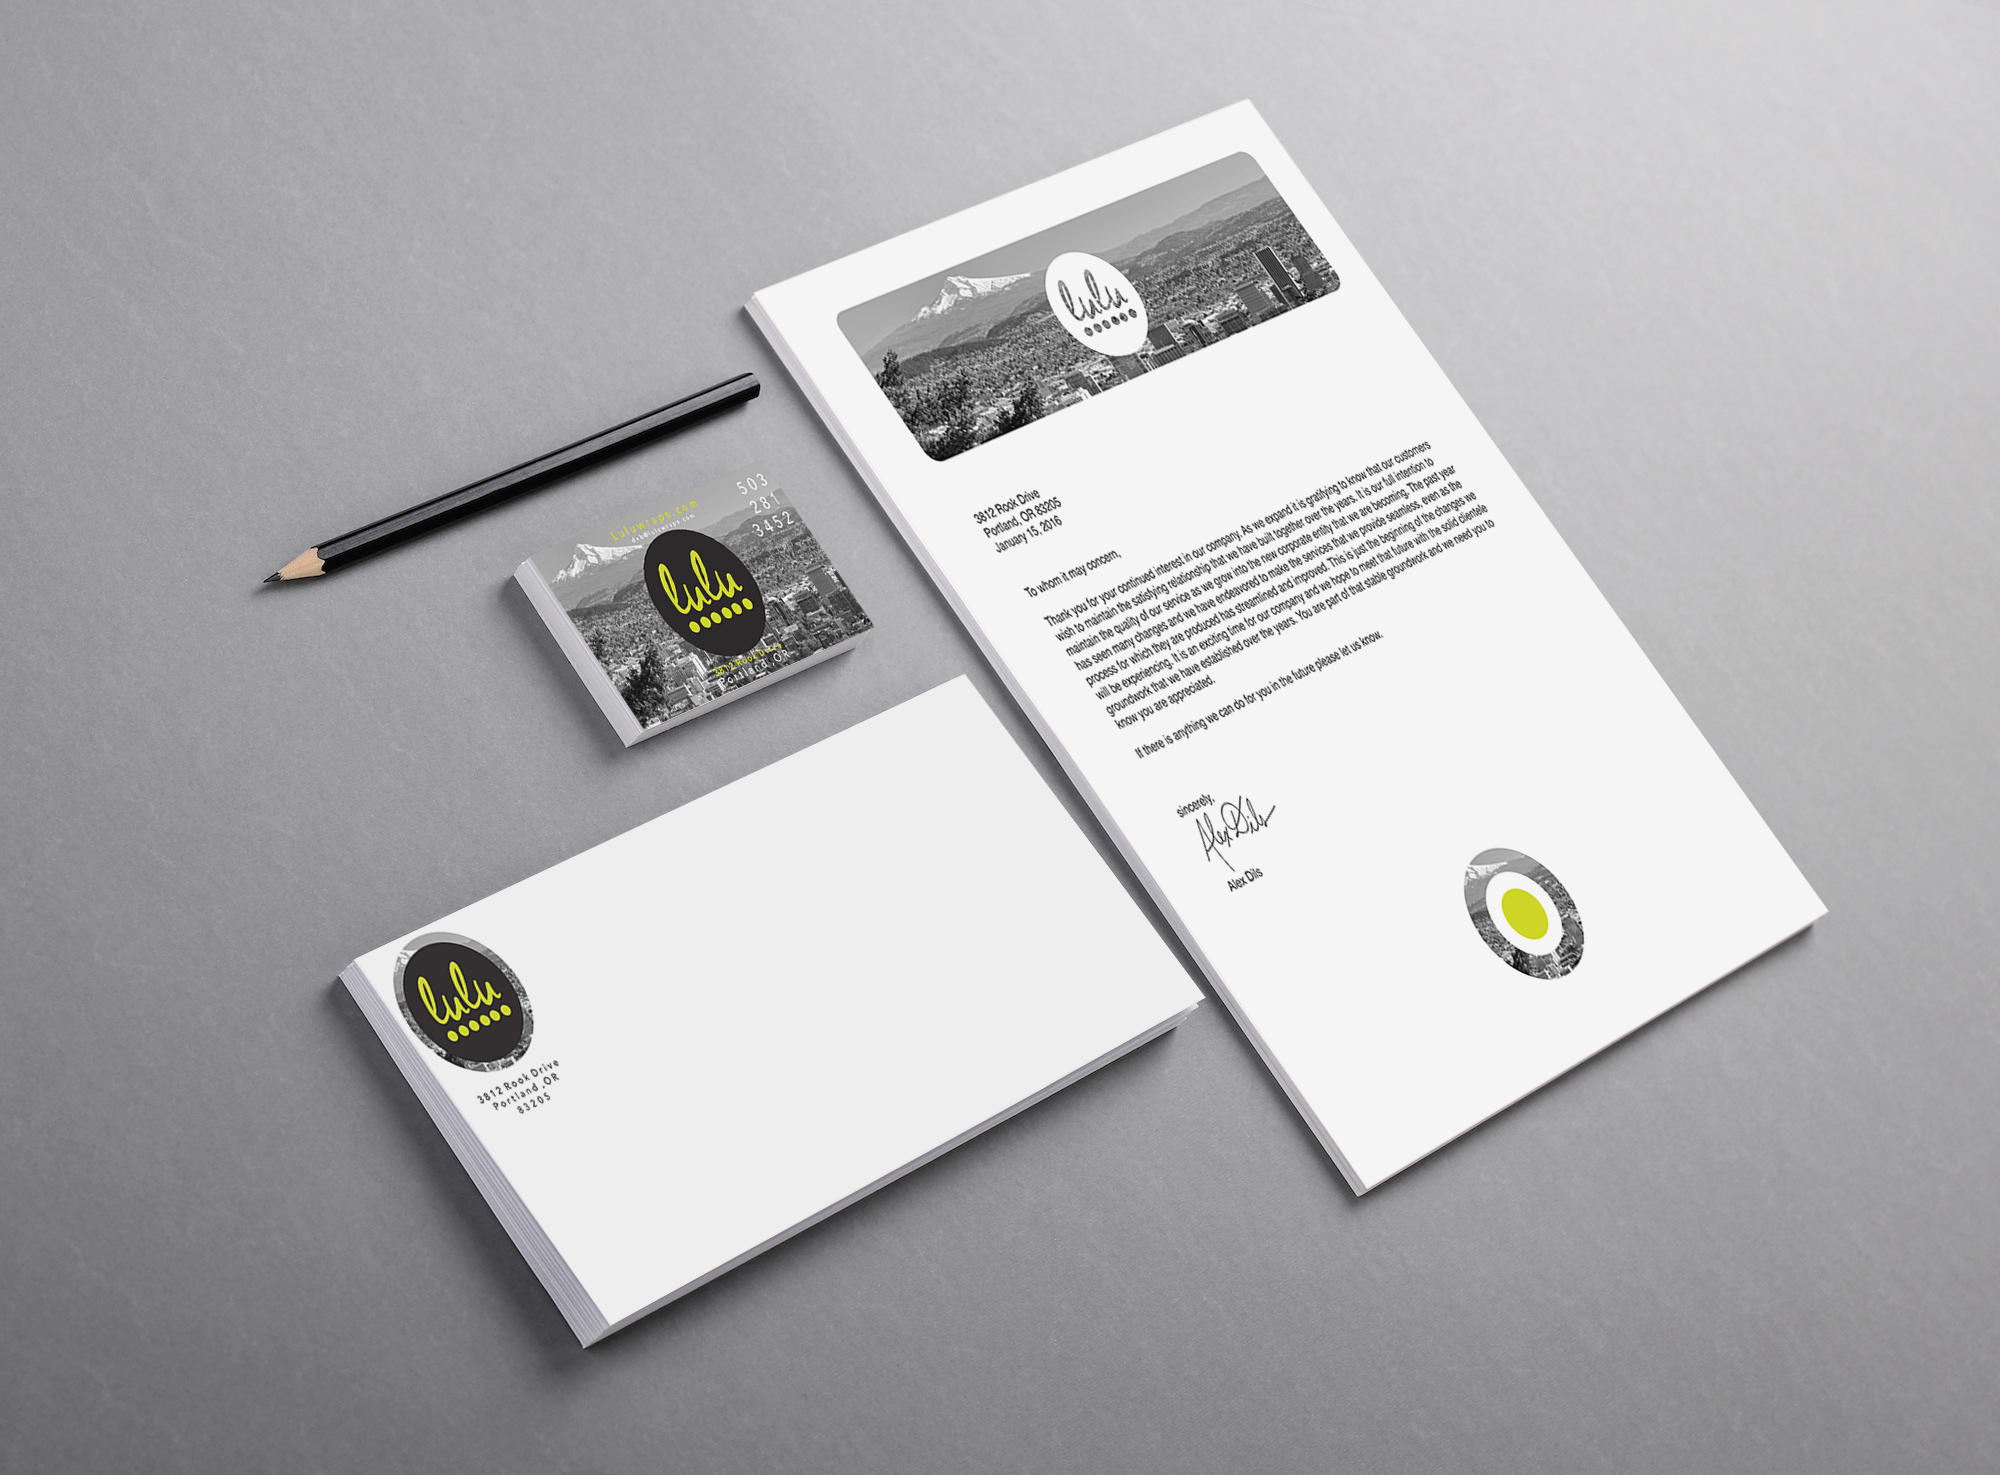 lulu
3812 Rook Drive
Portland, OR 83205
January 15, 2016
To whom it may concern,
Thank you for your continued interest in our company. As we expand it is gratifying to know that our customers
wish to maintain the satisfying relationship that we have built together over the years. It is our full intention to
maintain the quality of our service as we grow into the new corporate entity that we are becoming. The past year
has seen many changes and we have endeavored to make the services that we provide seamless, even as the
process for which they are produced has streamlined and improved. This is just the beginning of the changes we
will be experiencing. It is an exciting time for our company and we hope to meet that future with the solid clientele
groundwork that we have established over the years. You are part of that stable groundwork and we need you to
know you are appreciated.
If there is anything we can do for you in the future please let us know.
sincerely,
Alex Dils
Alex Dils
503
281
3452
Luluwraps.com
lulu
3812 Rook Drive
Portland, OR
lulu
3812 Rook Drive
Portland, OR
83205